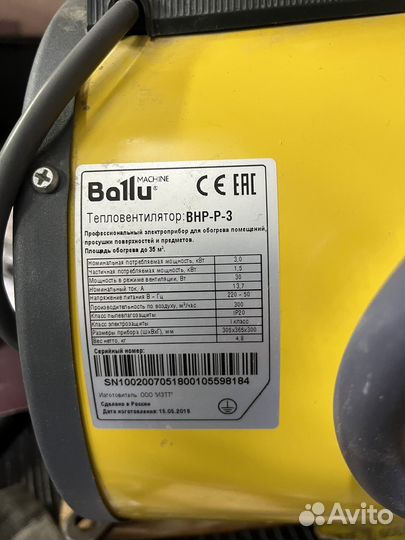 Ballu® MACHINE CE EAC
Тепловентилятор: BHP-P-3
Профессиональный электроприбор для обогрева помещений,
просушки поверхностей и предметов.
Площадь обогрева до 35 м².
Номинальная потребляемая мощность, кВт 3,0
Частичная потребляемая мощность, кВт 1,5
Мощность в режиме вентиляции, Вт 30
Номинальный ток, А 13,7
Напряжение питания В - Гц 220 - 50
Производительность по воздуху, м³/час 300
Класс пылевлагозащиты IP20
Класс электрозащиты I класс
Размеры прибора (ШхВхГ), мм 305x365x300
Вес нетто, кг 4,8
Серийный номер:
SN1002007051800105598184
Изготовитель: ООО "ИЗТТ"
Сделано в России
Дата изготовления: 15.05.2018
Avito